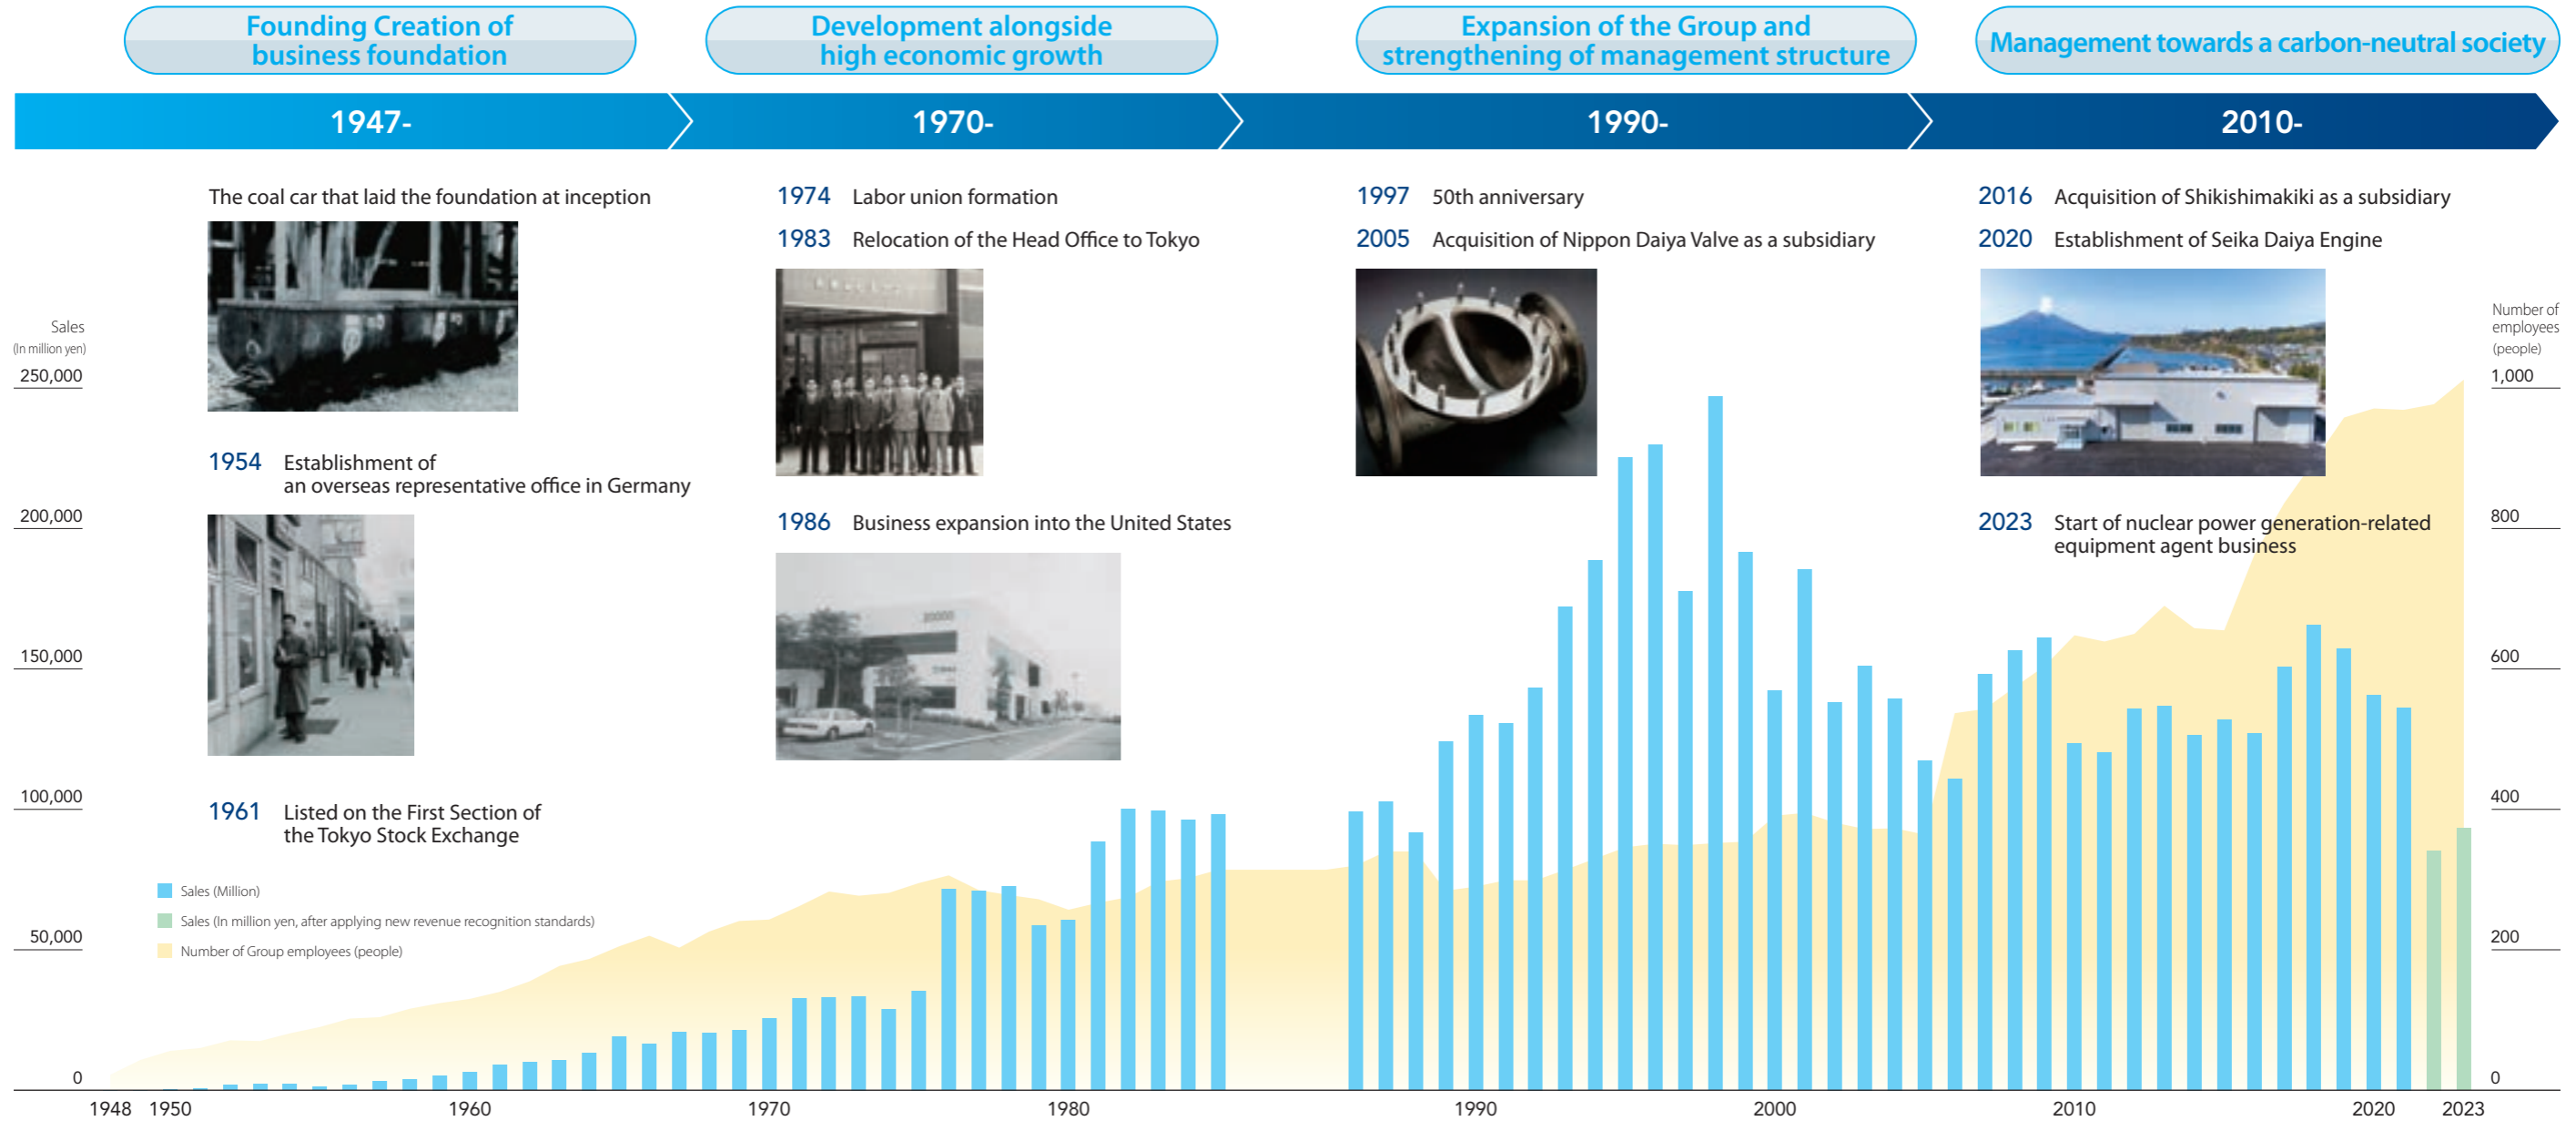 Founding Creation of
business foundation
Development alongside
high economic growth
Expansion of the Group and
strengthening of management structure
Management towards a carbon-neutral society
1947-
1970-
1990-
2010-
The coal car that laid the foundation at inception
1954 Establishment of
an overseas representative office in Germany
1961 Listed on the First Section of
the Tokyo Stock Exchange
1974 Labor union formation
1983 Relocation of the Head Office to Tokyo
1986 Business expansion into the United States
1997 50th anniversary
2005 Acquisition of Nippon Daiya Valve as a subsidiary
2016 Acquisition of Shikishimakiki as a subsidiary
2020 Establishment of Seika Daiya Engine
2023 Start of nuclear power generation-related
equipment agent business
Sales
(In million yen)
250,000
200,000
150,000
100,000
50,000
0
Sales (Million)
Sales (In million yen, after applying new revenue recognition standards)
Number of Group employees (people)
Number of
employees
(people)
1,000
800
600
400
200
0
1948 1950 1960 1970 1980 1990 2000 2010 2020 2023